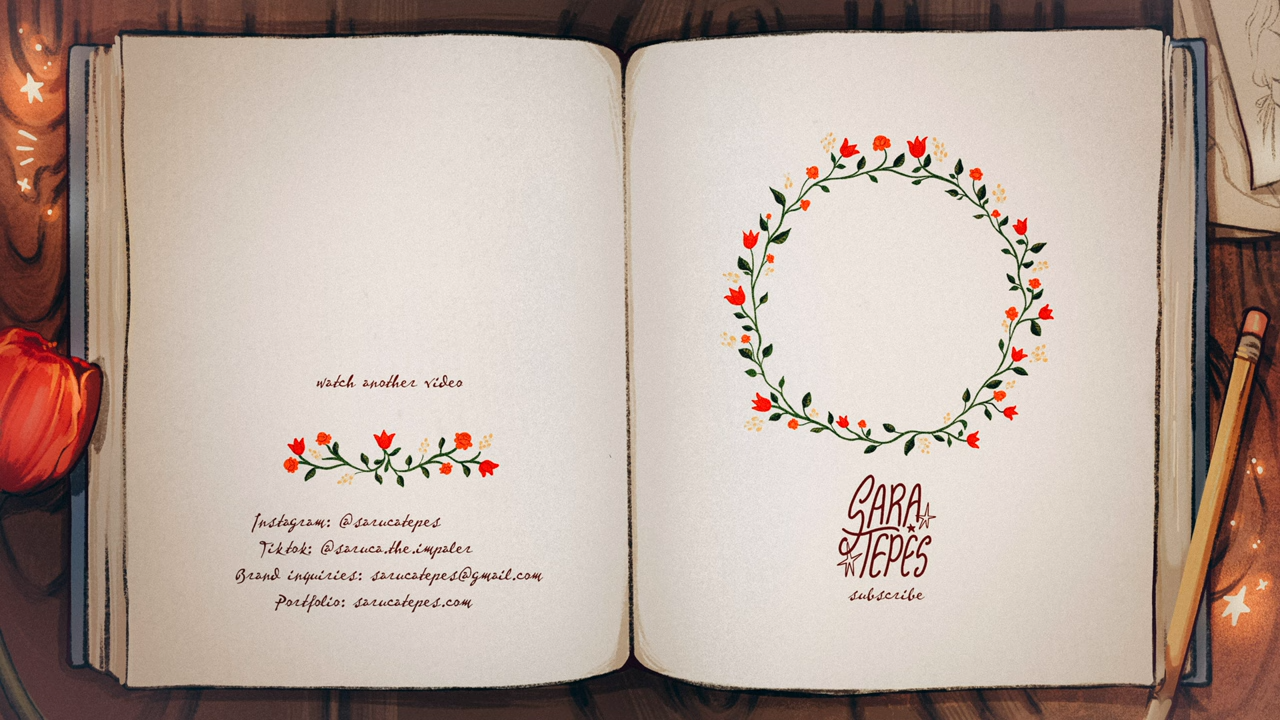 watch another video
Instagram: @sarucatepes
Tiktok: @saruca.the.impaler
Brand inquiries: sarucatepes@gmail.com
Portfolio: sarucatepes.com
SARA
TEPES
subscribe